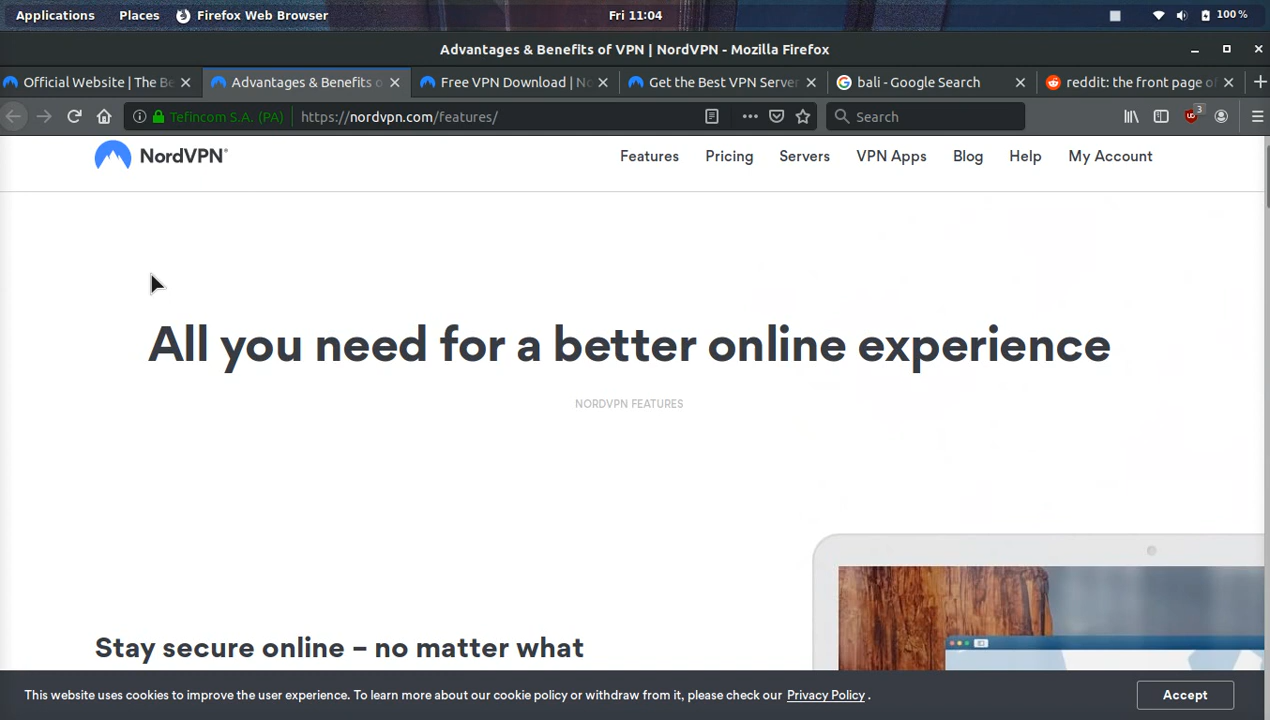 Applications Places Firefox Web Browser Fri 11:04 100 %
Advantages & Benefits of VPN | NordVPN - Mozilla Firefox
Official Website | The Be Advantages & Benefits o Free VPN Download | No Get the Best VPN Server bali - Google Search reddit: the front page of
Tefincom S.A. (PA) https://nordvpn.com/features/ Search 3
NordVPN® Features Pricing Servers VPN Apps Blog Help My Account
All you need for a better online experience
NORDVPN FEATURES
Stay secure online – no matter what
This website uses cookies to improve the user experience. To learn more about our cookie policy or withdraw from it, please check our Privacy Policy . Accept